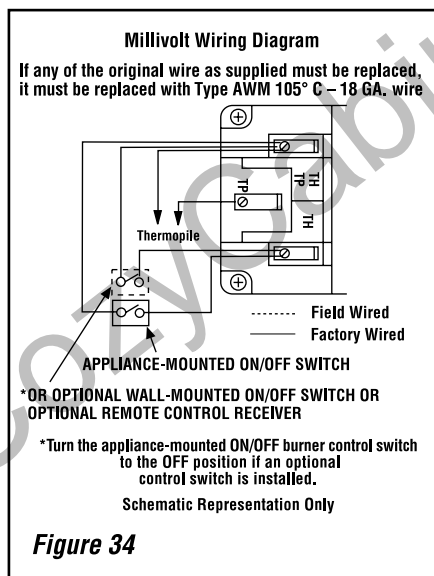 Millivolt Wiring Diagram
If any of the original wire as supplied must be replaced,
it must be replaced with Type AWM 105° C – 18 GA. wire
TH
TP
TP
TH
Thermopile
Field Wired
Factory Wired
APPLIANCE-MOUNTED ON/OFF SWITCH
*OR OPTIONAL WALL-MOUNTED ON/OFF SWITCH OR
OPTIONAL REMOTE CONTROL RECEIVER
*Turn the appliance-mounted ON/OFF burner control switch
to the OFF position if an optional
control switch is installed.
Schematic Representation Only
Figure 34
CozyCabi